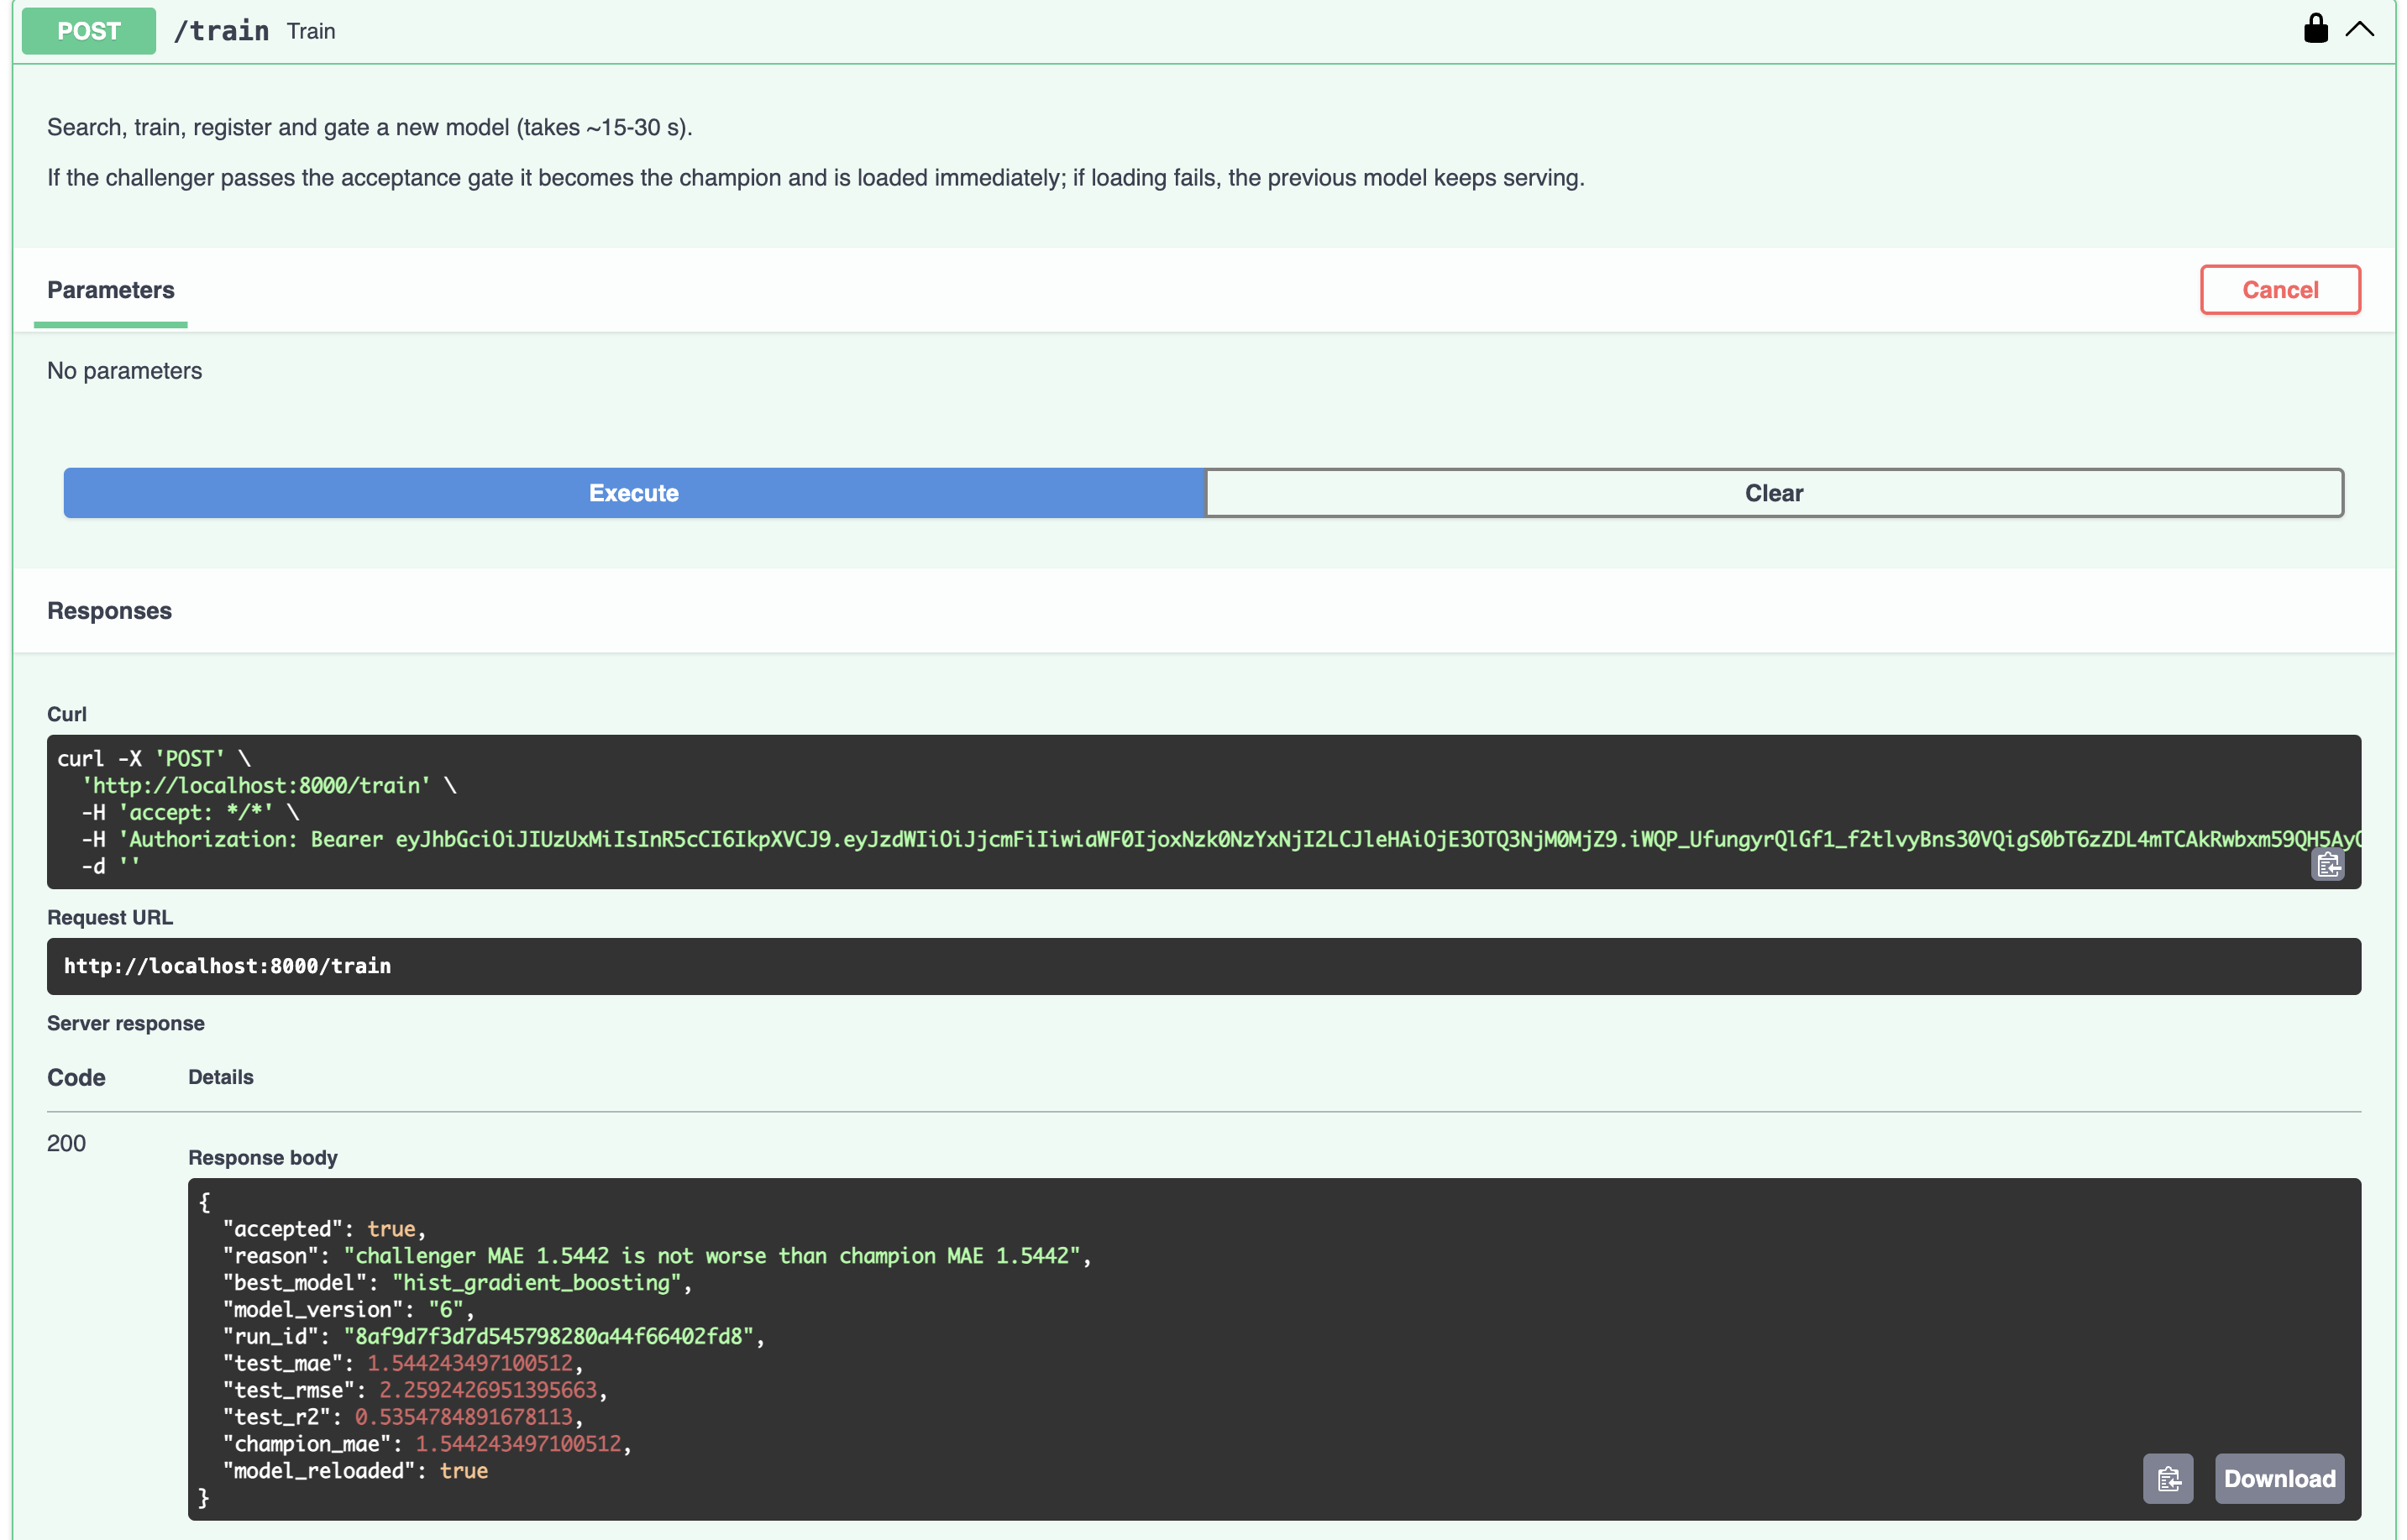 POST /train Train
Search, train, register and gate a new model (takes ~15-30 s).
If the challenger passes the acceptance gate it becomes the champion and is loaded immediately; if loading fails, the previous model keeps serving.
Parameters
Cancel
No parameters
Execute
Clear
Responses
Curl
curl -X 'POST' \
'http://localhost:8000/train' \
-H 'accept: */*' \
-H 'Authorization: Bearer eyJhbGciOiJIUzUxMiIsInR5cCI6IkpXVCJ9.eyJzdWIiOiJjcmFiIiwiaWF0IjoxNzk0NzYxNjI2LCJleHAiOjE3OTQ3NjM0MjZ9.iWQP_UfungyrQlGf1_f2tlvyBns30VQigS0bT6zZDL4mTCAkRwbxm59QH5Ay
-d ''
Request URL
http://localhost:8000/train
Server response
Code Details
200
Response body
{
"accepted": true,
"reason": "challenger MAE 1.5442 is not worse than champion MAE 1.5442",
"best_model": "hist_gradient_boosting",
"model_version": "6",
"run_id": "8af9d7f3d7d545798280a44f66402fd8",
"test_mae": 1.544243497100512,
"test_rmse": 2.2592426951395663,
"test_r2": 0.5354784891678113,
"champion_mae": 1.544243497100512,
"model_reloaded": true
}
Download